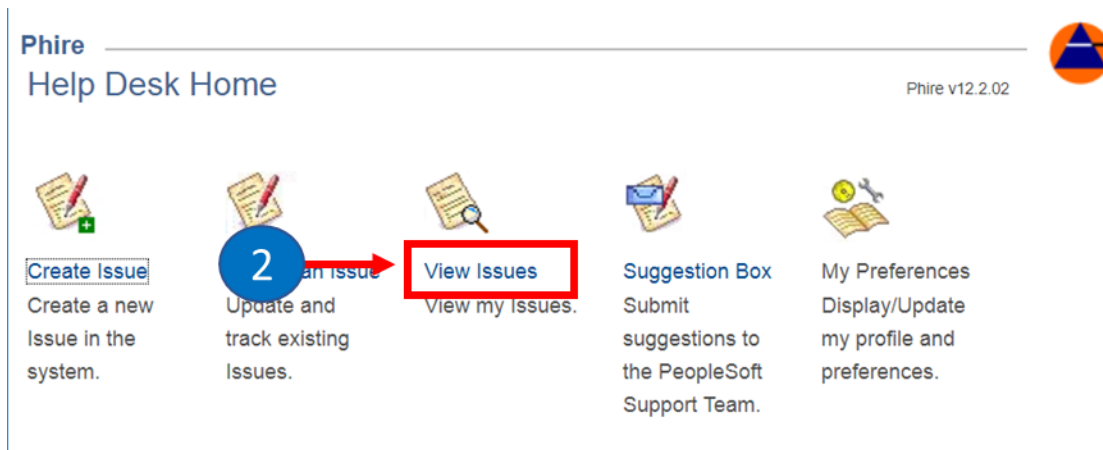 Phire
Help Desk Home
Phire v12.2.02
Create Issue
Create a new
Issue in the
system.
2
an Issue
Update and
track existing
Issues.
View Issues
View my Issues.
Suggestion Box
Submit
suggestions to
the PeopleSoft
Support Team.
My Preferences
Display/Update
my profile and
preferences.